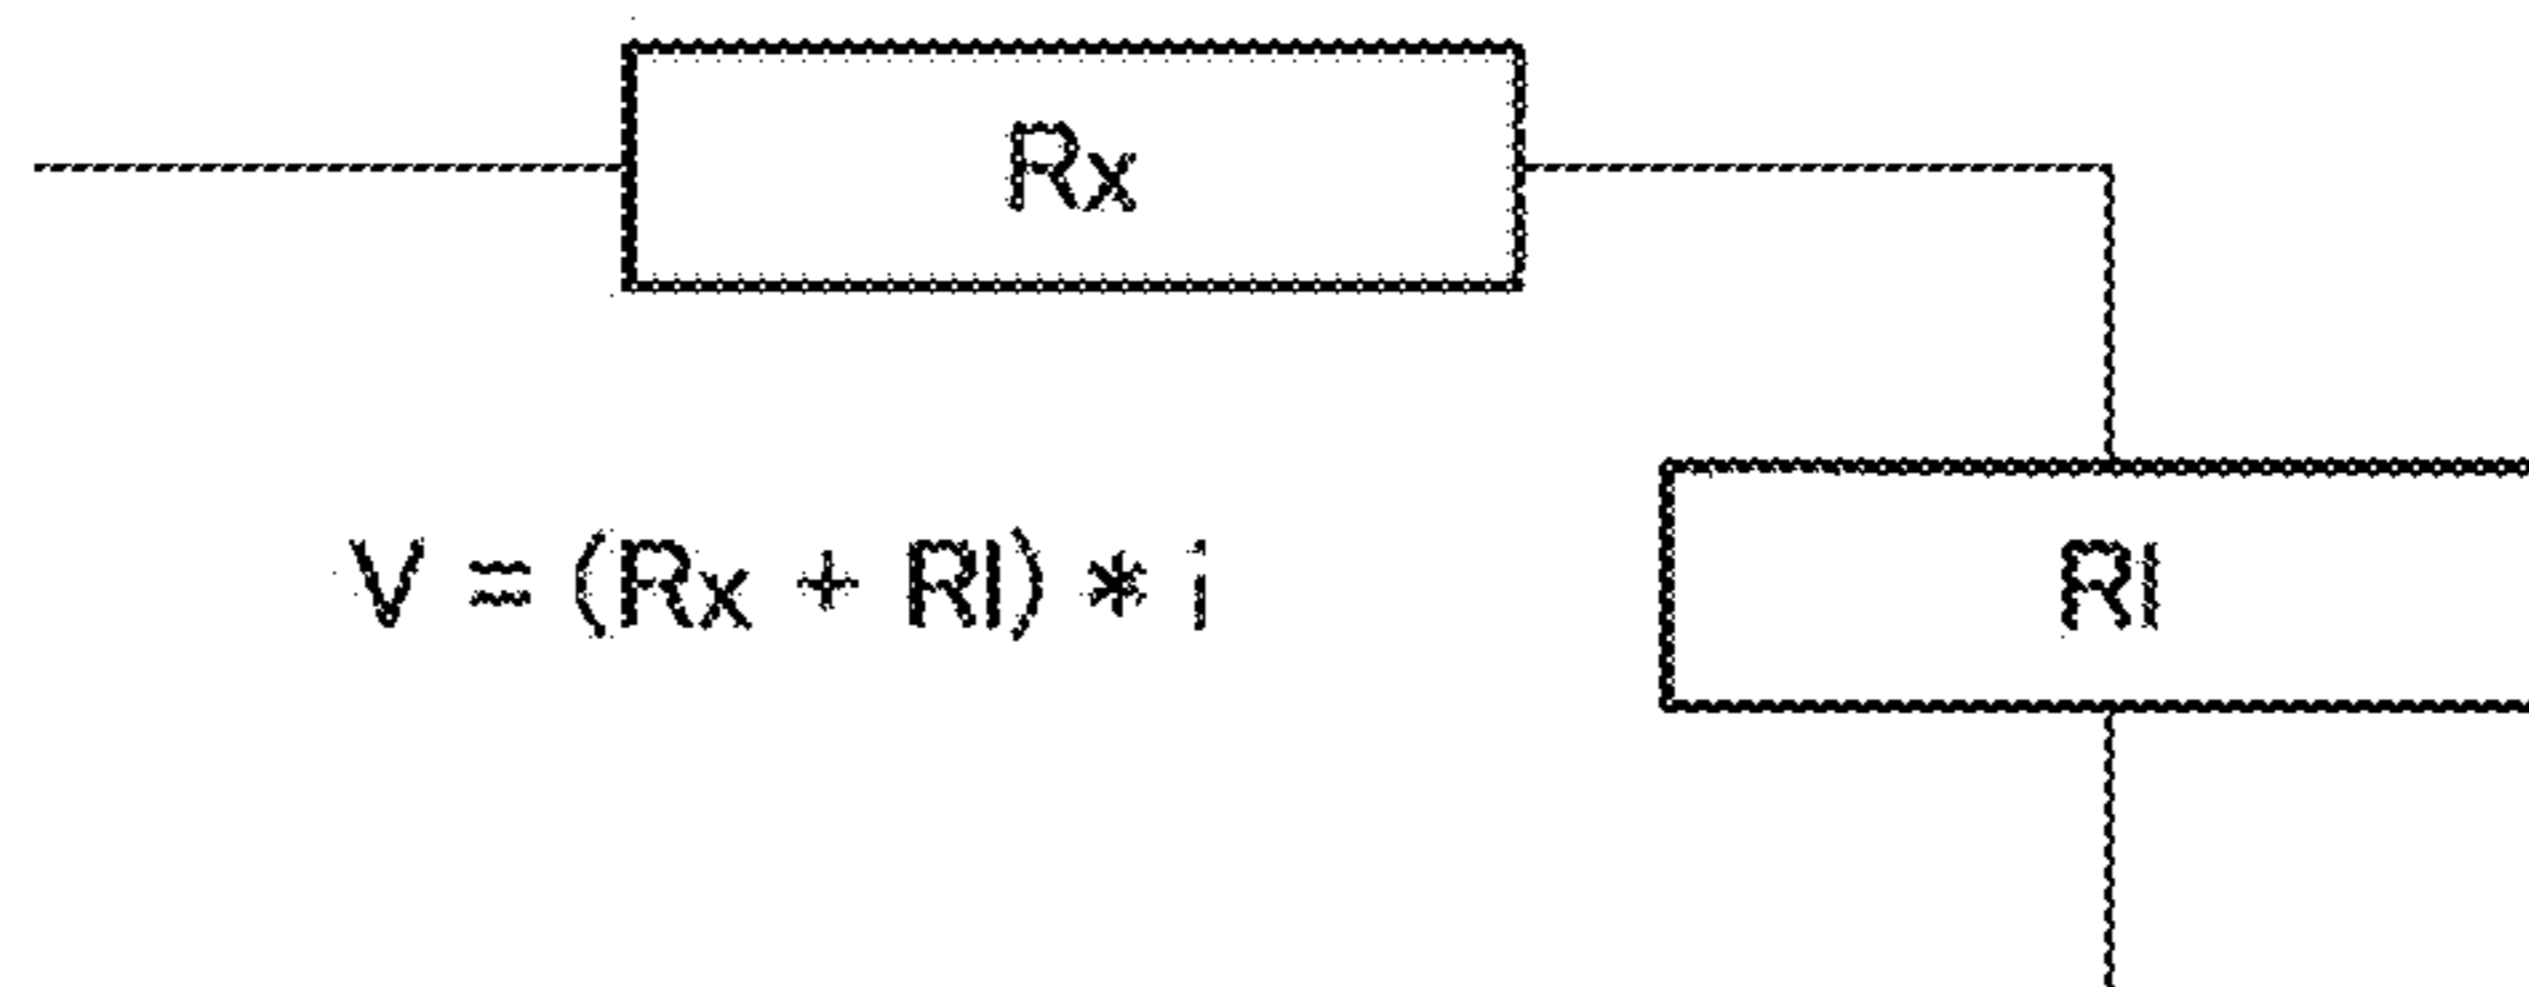 Rx
V = (Rx + Rl) * i
Rl